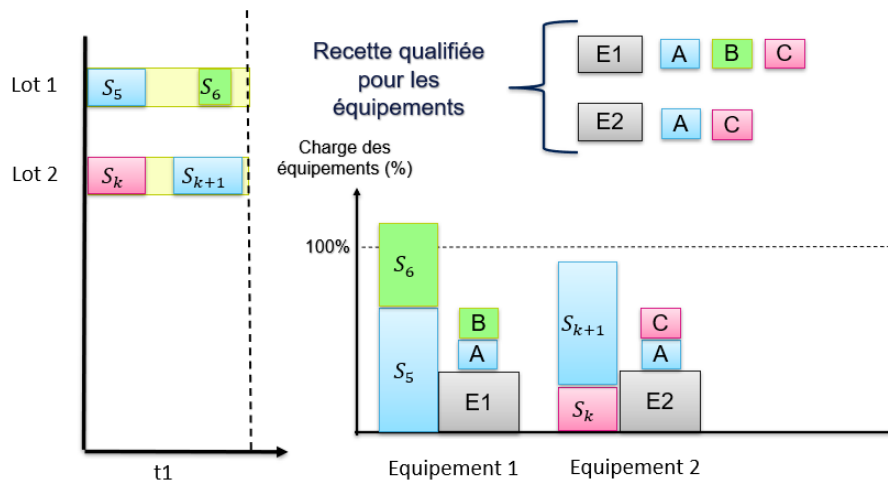 Lot 1
S5
S6
Lot 2
Sk
Sk+1
t1
Recette qualifiée
pour les
équipements
E1 A B C
E2 A C
Charge des
équipements (%)
100%
S6
S5
B
A
E1
Sk+1
Sk
C
A
E2
Equipement 1
Equipement 2